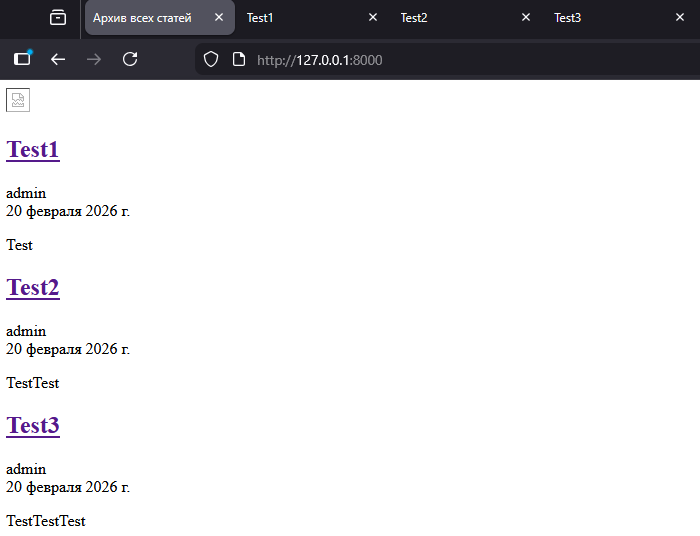 Архив всех статей
Test1
Test2
Test3
http://127.0.0.1:8000
Test1
admin
20 февраля 2026 г.
Test
Test2
admin
20 февраля 2026 г.
TestTest
Test3
admin
20 февраля 2026 г.
TestTestTest